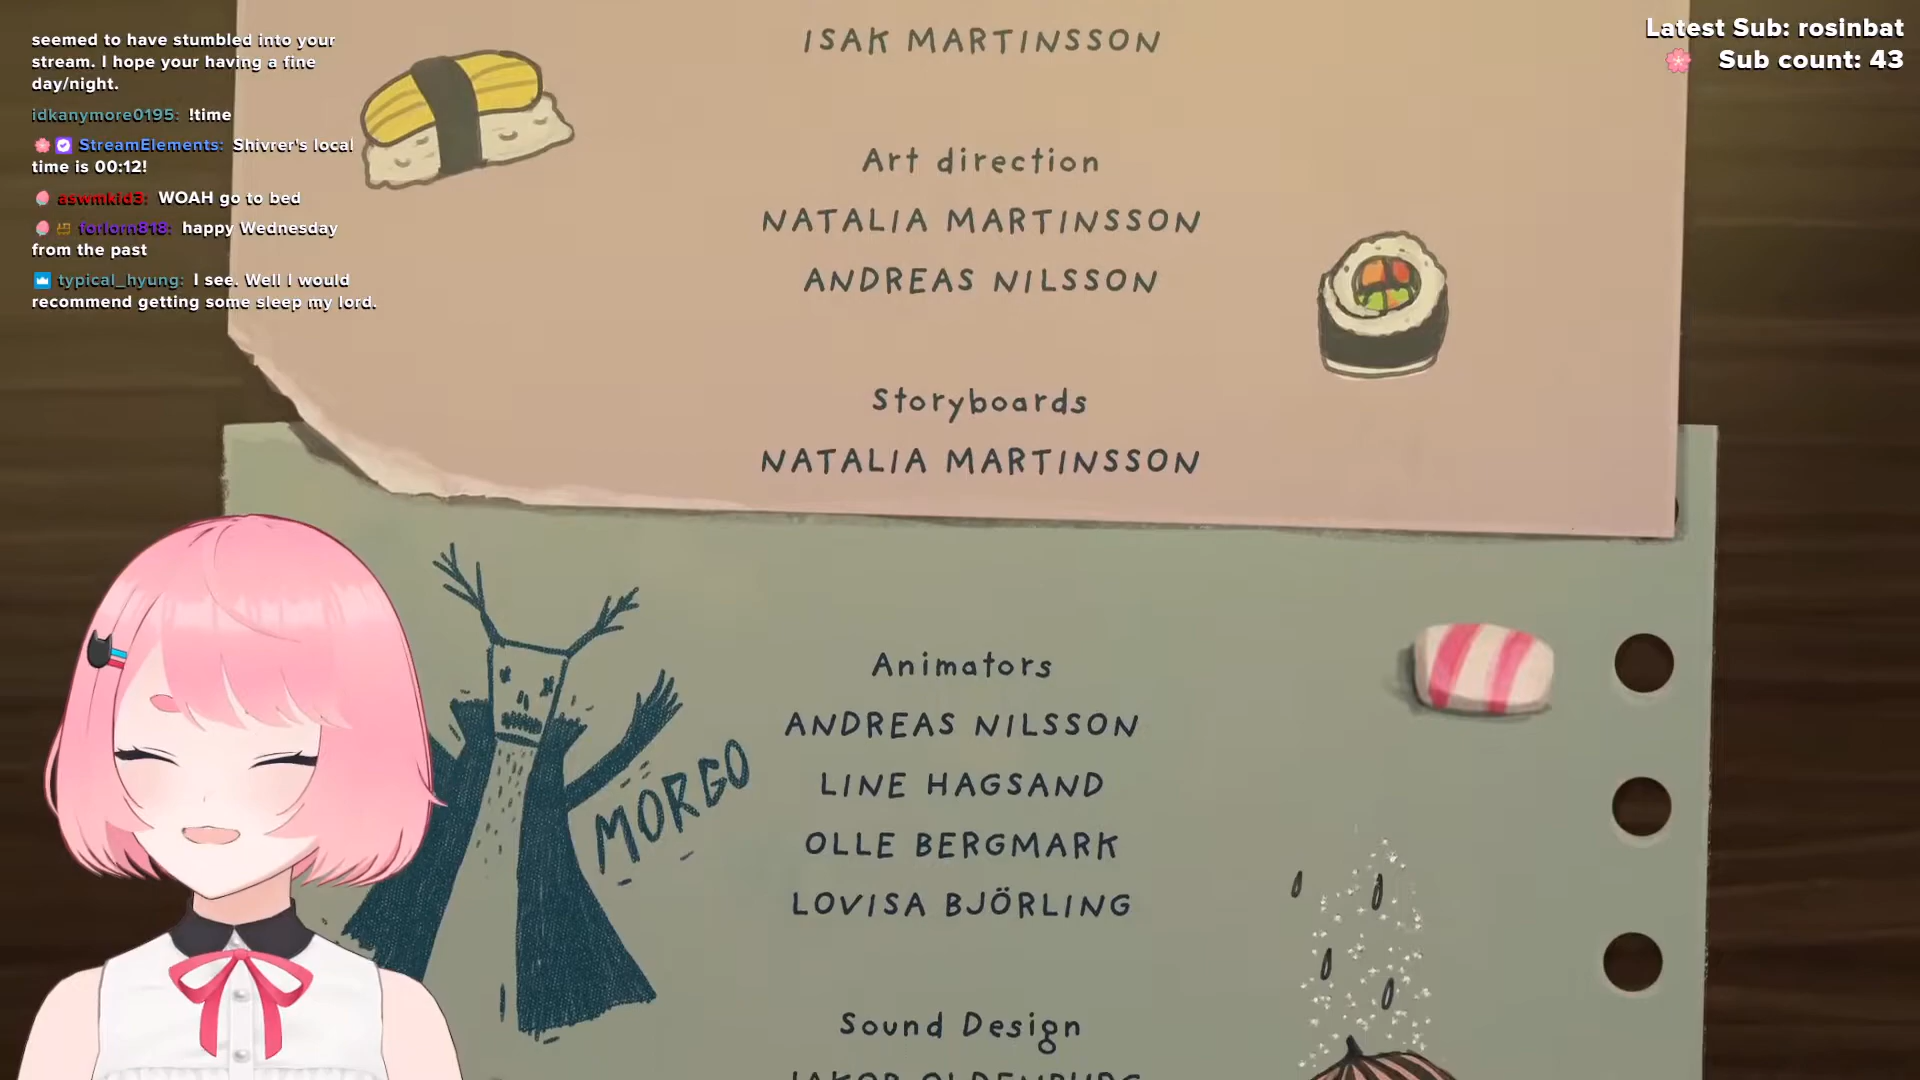 seemed to have stumbled into your
stream. I hope your having a fine
day/night.
idkanymore0195: !time
StreamElements: Shivrer's local
time is 00:12!
aswmkid3: WOAH go to bed
forlorn818: happy Wednesday
from the past
typical_hyung: I see. Well I would
recommend getting some sleep my lord.
Latest Sub: rosinbat
Sub count: 43
ISAK MARTINSSON
Art direction
NATALIA MARTINSSON
ANDREAS NILSSON
Storyboards
NATALIA MARTINSSON
MORGO
Animators
ANDREAS NILSSON
LINE HAGSAND
OLLE BERGMARK
LOVISA BJÖRLING
Sound Design